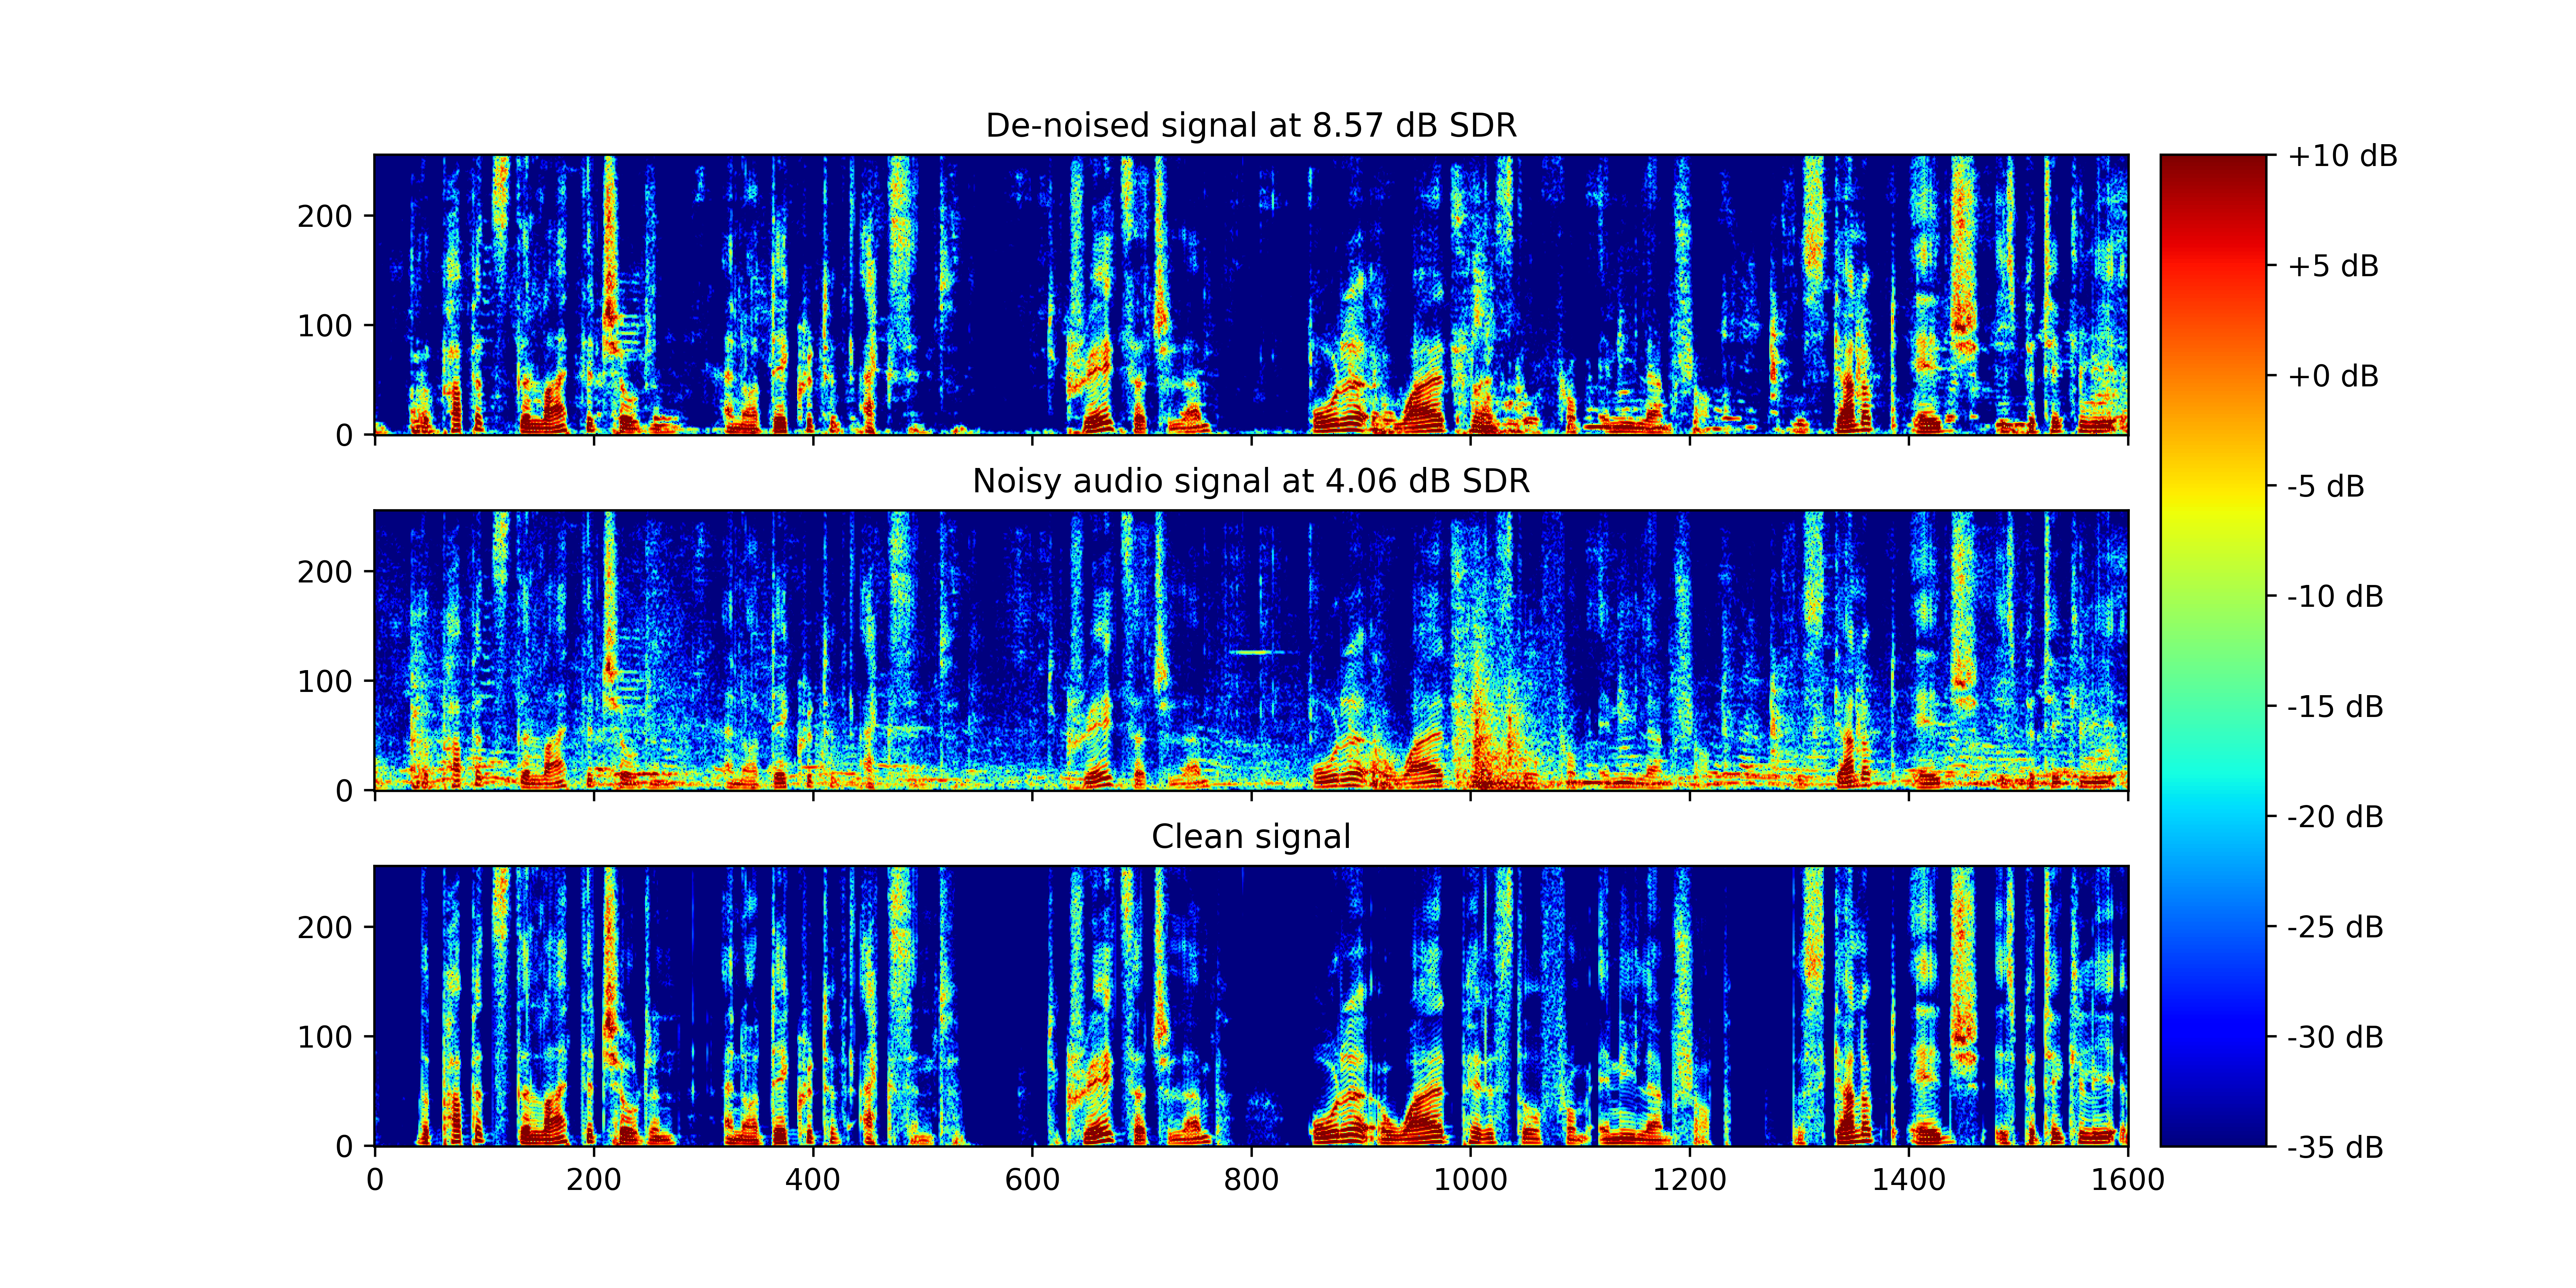 De-noised signal at 8.57 dB SDR
200
100
0
Noisy audio signal at 4.06 dB SDR
200
100
0
Clean signal
200
100
0
0 200 400 600 800 1000 1200 1400 1600
+10 dB
+5 dB
+0 dB
-5 dB
-10 dB
-15 dB
-20 dB
-25 dB
-30 dB
-35 dB